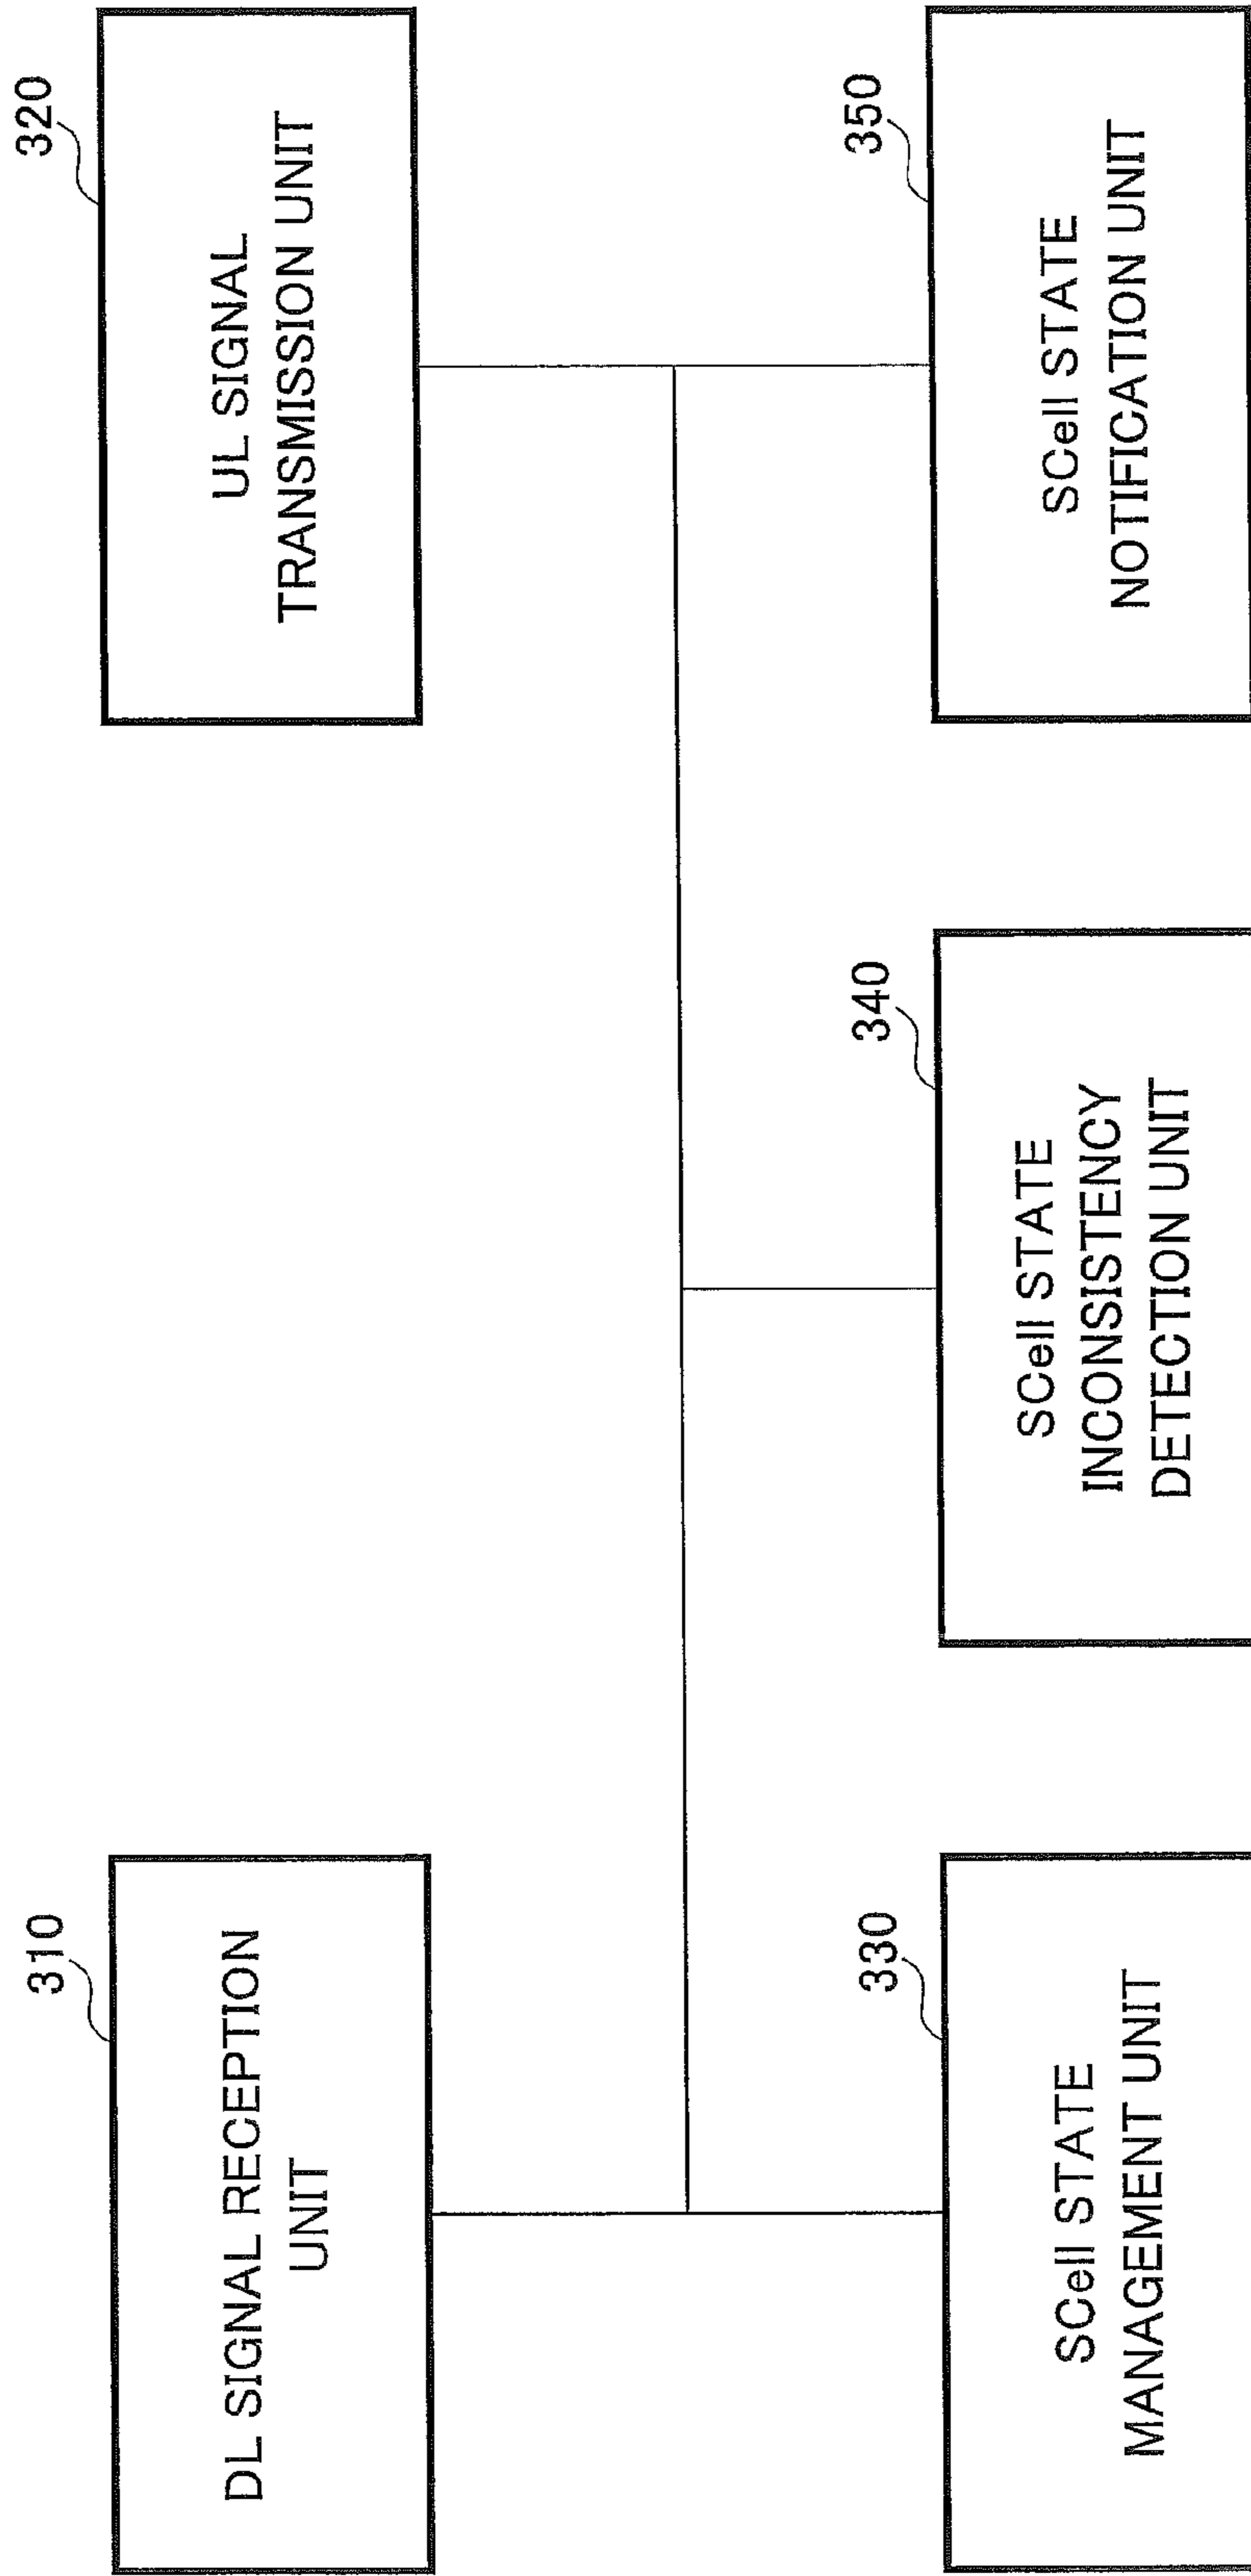 310
DL SIGNAL RECEPTION
UNIT
320
UL SIGNAL
TRANSMISSION UNIT
330
SCell STATE
MANAGEMENT UNIT
340
SCell STATE
INCONSISTENCY
DETECTION UNIT
350
SCell STATE
NOTIFICATION UNIT